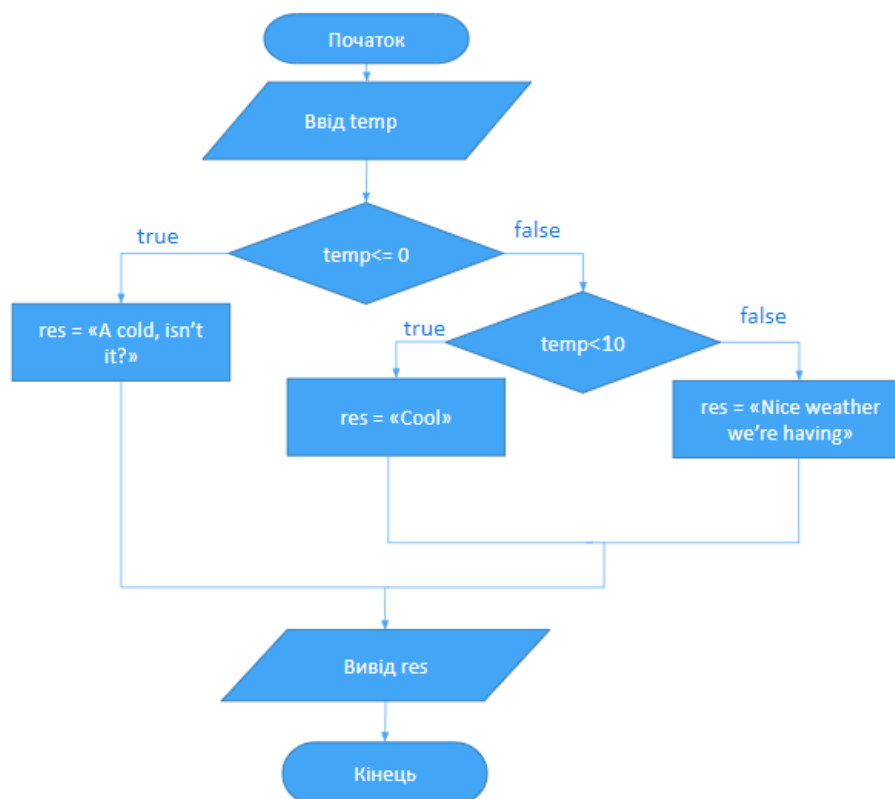 Початок
Ввід temp
true
false
temp<= 0
res = «A cold, isn't
it?»
true
false
temp<10
res = «Cool»
res = «Nice weather
we're having»
Вивід res
Кінець